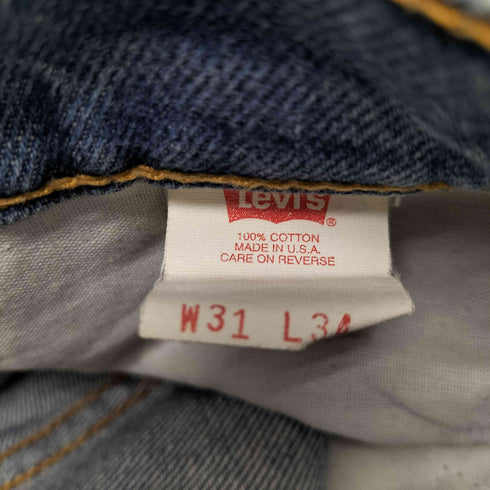 Levi's
®
100% COTTON
MADE IN U.S.A.
CARE ON REVERSE
W31 L34